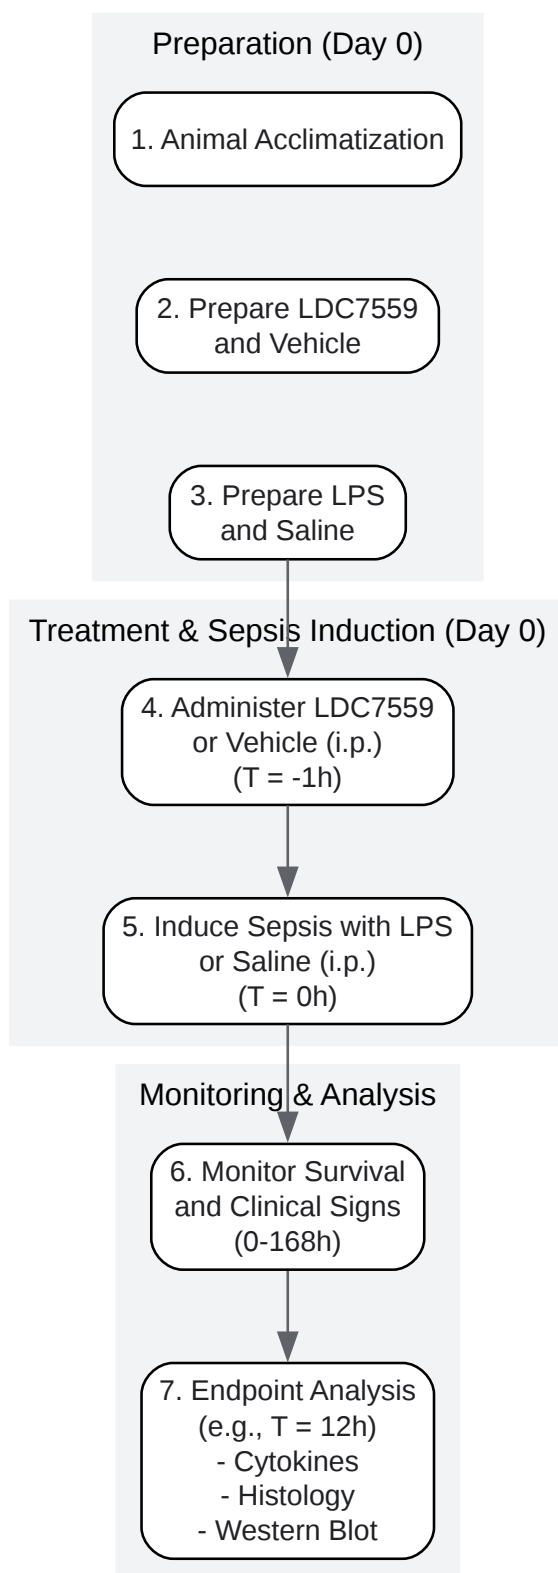 Preparation (Day 0)
1. Animal Acclimatization
2. Prepare LDC7559
and Vehicle
3. Prepare LPS
and Saline
Treatment & Sepsis Induction (Day 0)
4. Administer LDC7559
or Vehicle (i.p.)
(T = -1h)
5. Induce Sepsis with LPS
or Saline (i.p.)
(T = 0h)
Monitoring & Analysis
6. Monitor Survival
and Clinical Signs
(0-168h)
7. Endpoint Analysis
(e.g., T = 12h)
- Cytokines
- Histology
- Western Blot